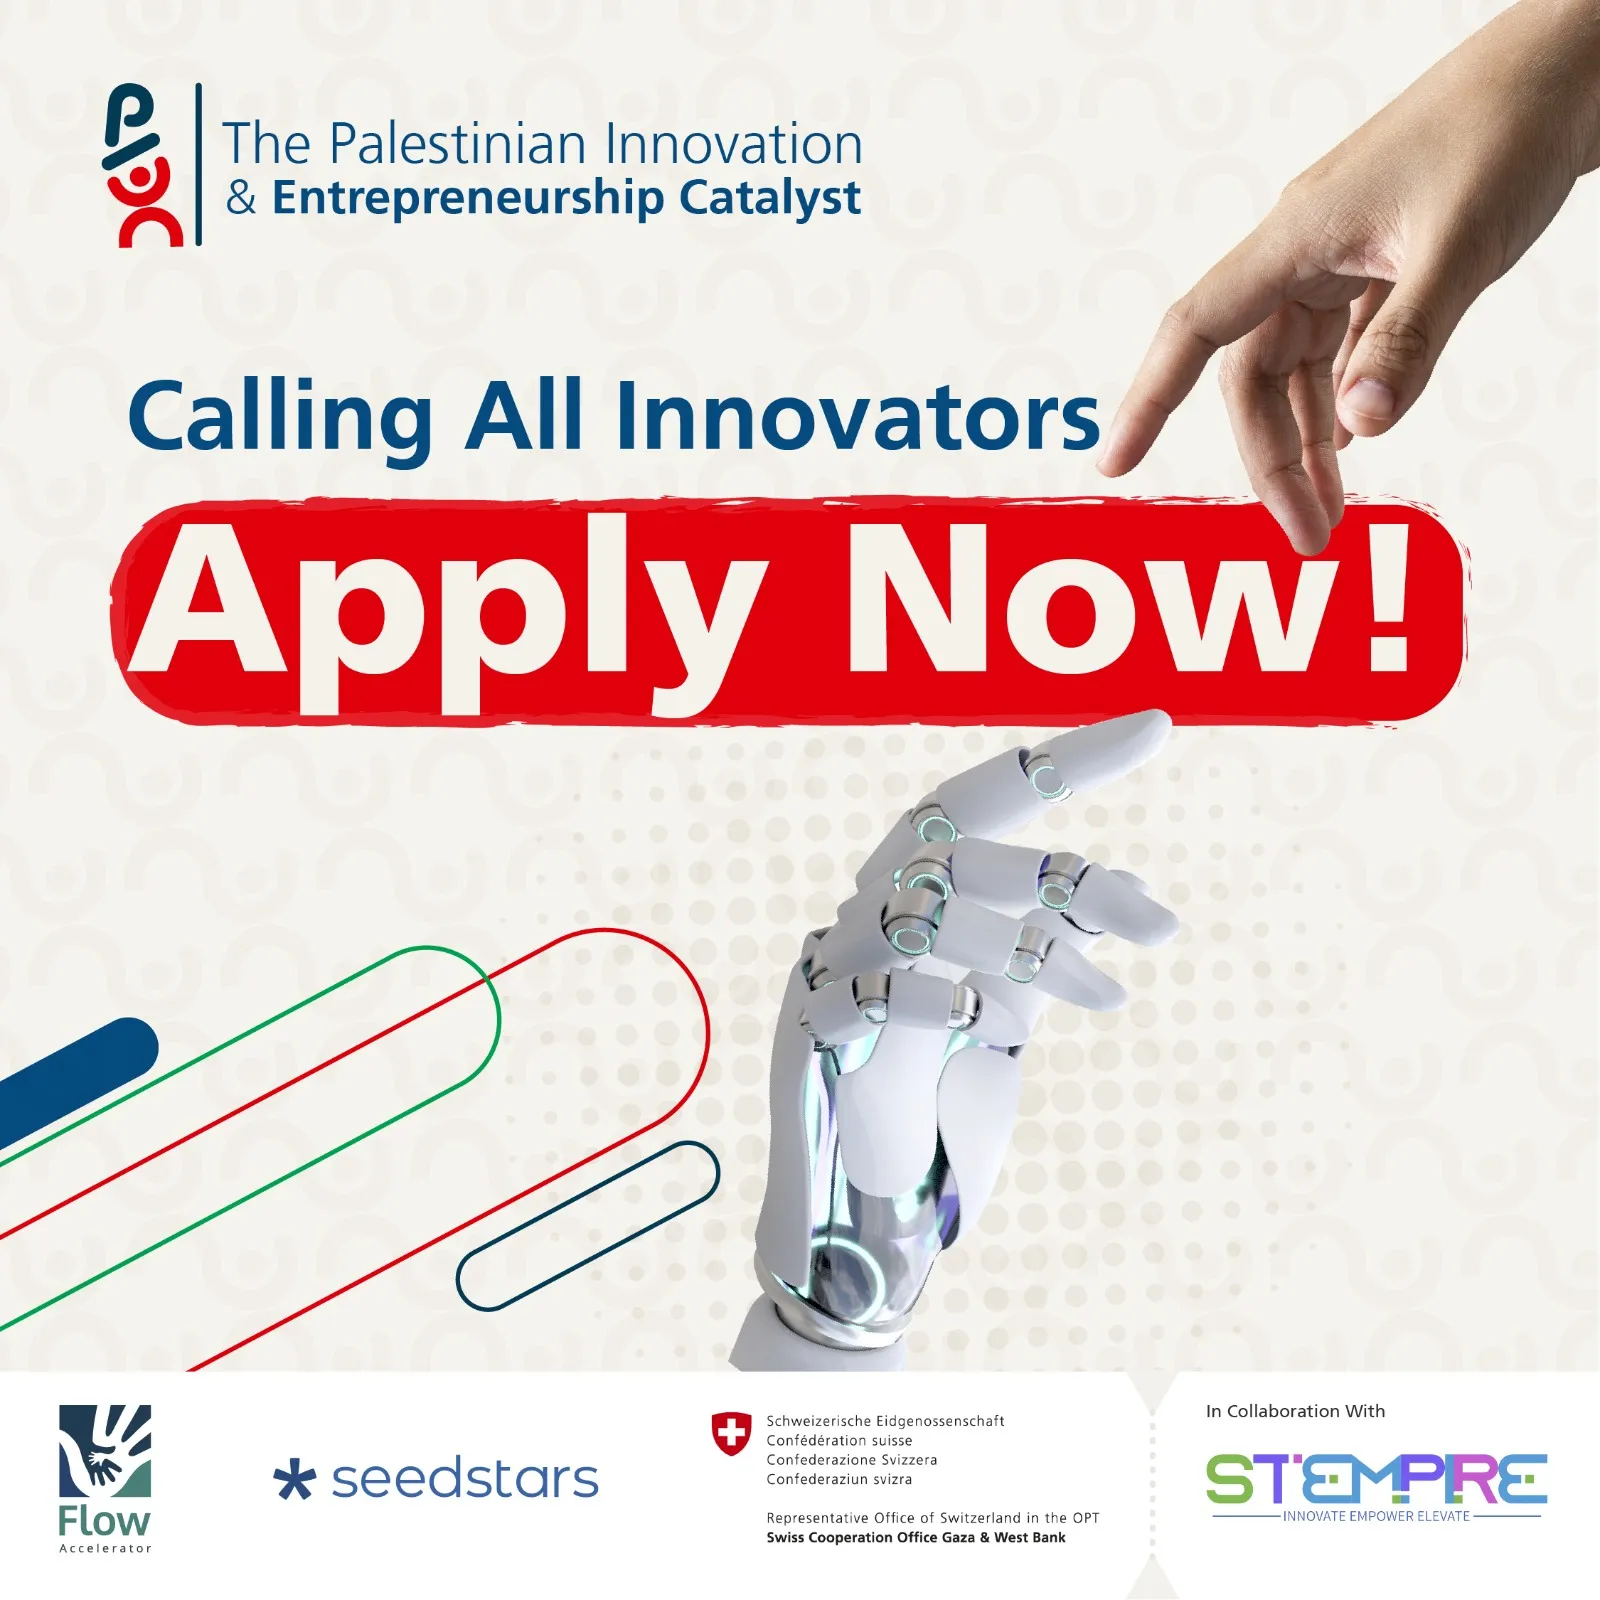 The Palestinian Innovation
& Entrepreneurship Catalyst
Calling All Innovators
Apply Now!
Flow
Accelerator
seedstars
Schweizerische Eidgenossenschaft
Confédération suisse
Confederazione Svizzera
Confederaziun svizra
Representative Office of Switzerland in the OPT
Swiss Cooperation Office Gaza & West Bank
In Collaboration With
STEMPIRE
INNOVATE EMPOWER ELEVATE